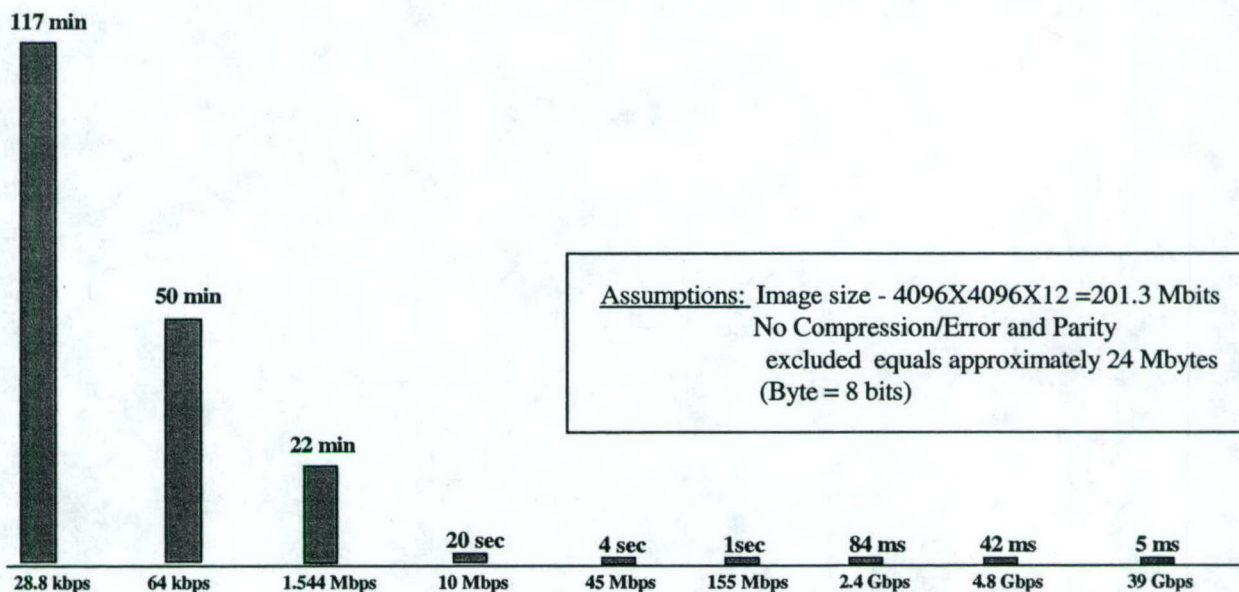 117 min
50 min
22 min
20 sec
4 sec
1sec
84 ms
42 ms
5 ms
28.8 kbps
64 kbps
1.544 Mbps
10 Mbps
45 Mbps
155 Mbps
2.4 Gbps
4.8 Gbps
39 Gbps
Assumptions: Image size - 4096X4096X12 =201.3 Mbits
No Compression/Error and Parity
excluded equals approximately 24 Mbytes
(Byte = 8 bits)